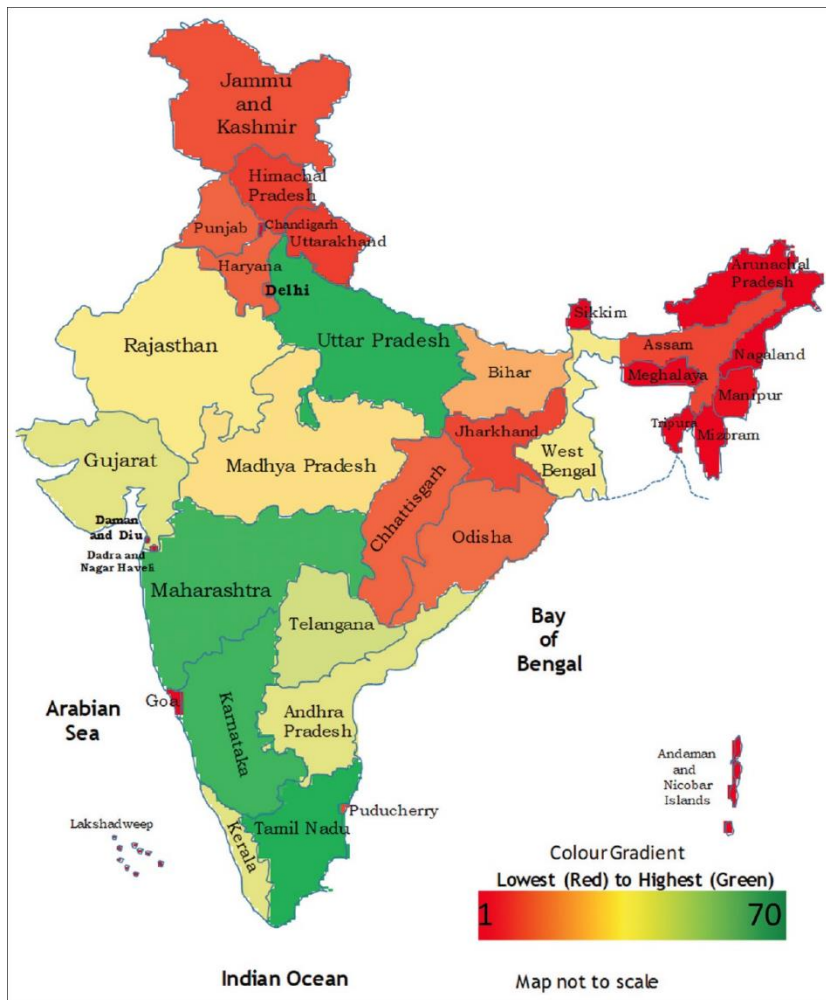 Jammu
and
Kashmir
Himachal
Pradesh
Punjab
Chandigarh
Uttarakhand
Haryana
Delhi
Arunachal
Pradesh
Sikkim
Rajasthan
Uttar Pradesh
Assam
Nagaland
Bihar
Meghalaya
Manipur
Jharkhand
Tripura
Mizoram
Gujarat
Madhya Pradesh
West
Bengal
Chhattisgarh
Daman
and Diu
Odisha
Dadra and
Nagar Haveli
Maharashtra
Telangana
Bay
of
Bengal
Goa
Arabian
Sea
Karnataka
Andhra
Pradesh
Andaman
and
Nicobar
Islands
Puducherry
Lakshadweep
Kerala
Tamil Nadu
Colour Gradient
Lowest (Red) to Highest (Green)
1
70
Indian Ocean
Map not to scale